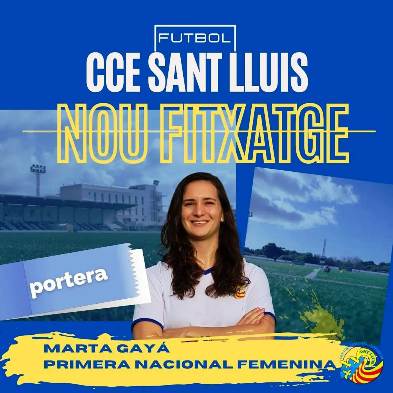 FUTBOL
CCE SANT LLUIS
NOU FITXATGE
portera
MARTA GAYÁ
PRIMERA NACIONAL FEMENINA